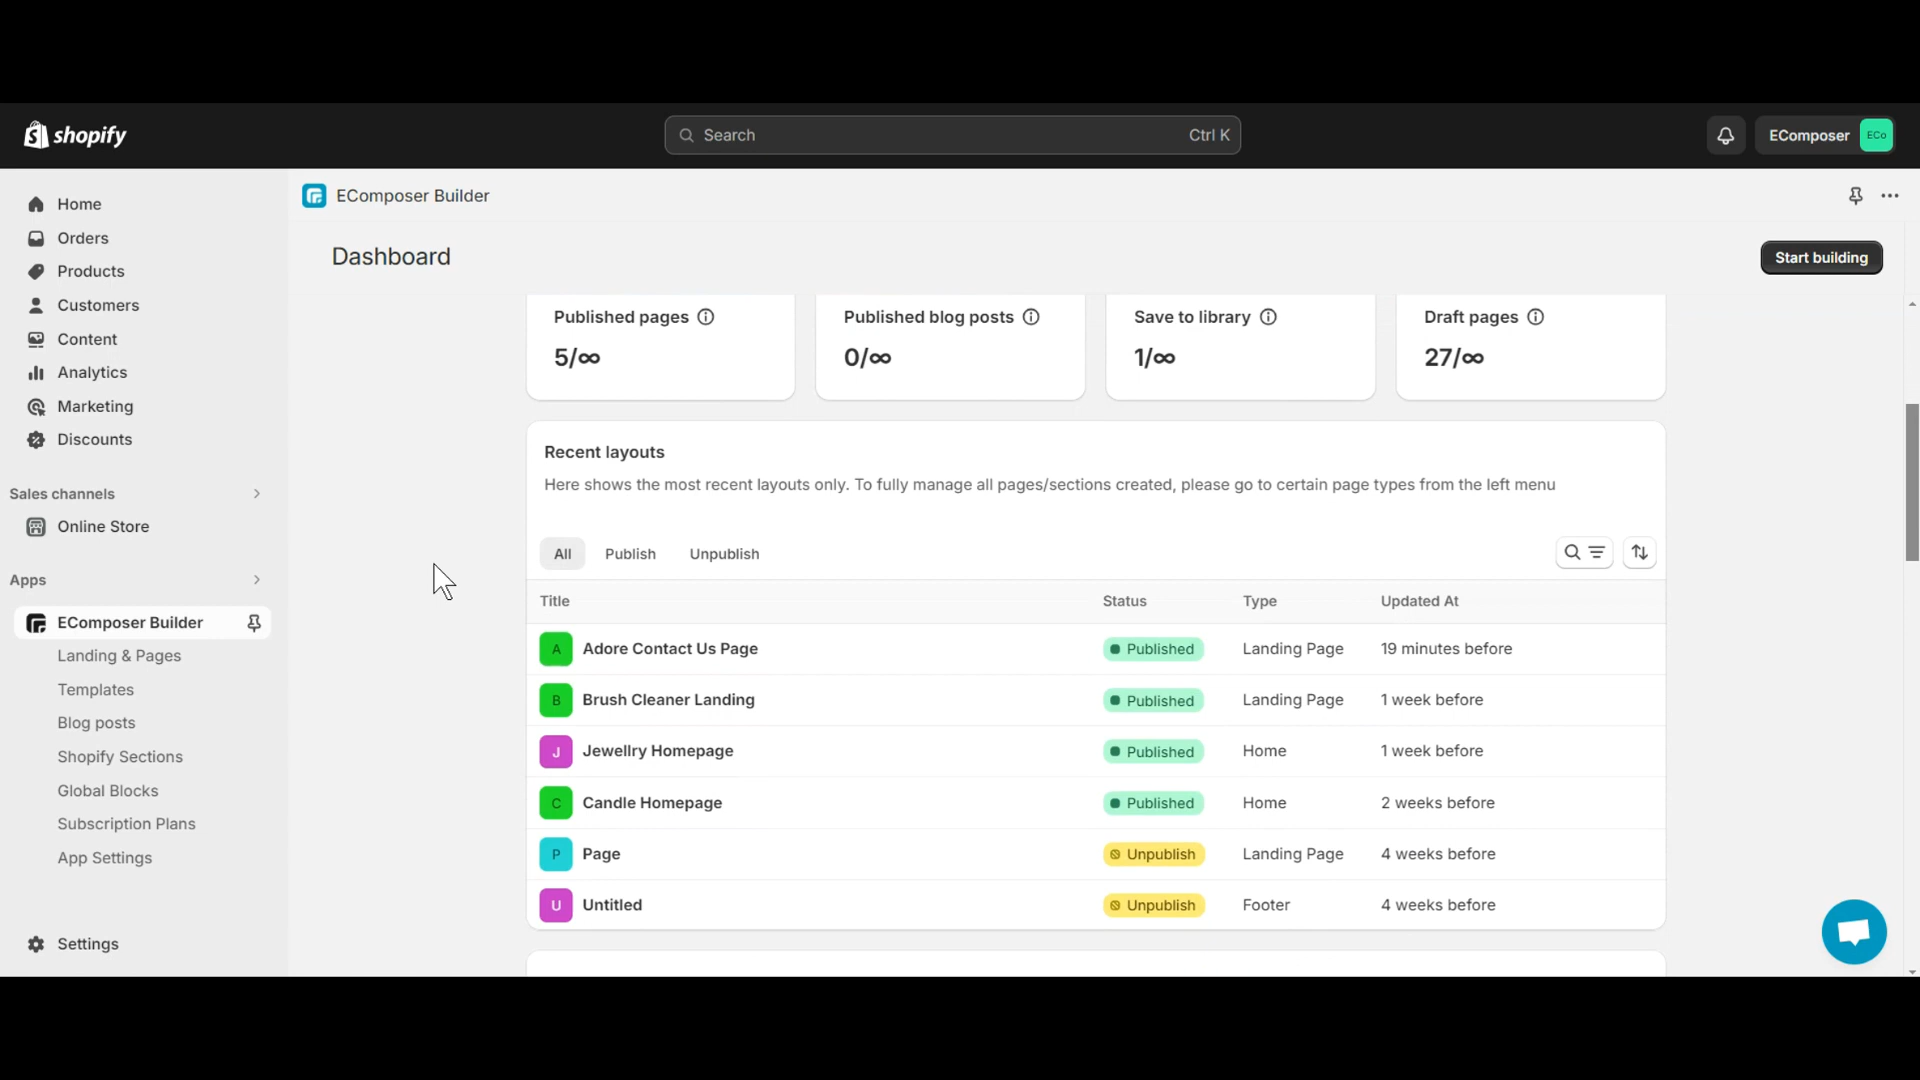 shopify
Search Ctrl K
EComposer ECo
Home
Orders
Products
Customers
Content
Analytics
Marketing
Discounts
Sales channels
Online Store
Apps
EComposer Builder
Landing & Pages
Templates
Blog posts
Shopify Sections
Global Blocks
Subscription Plans
App Settings
Settings
EComposer Builder
Dashboard
Start building
Published pages
5/∞
Published blog posts
0/∞
Save to library
1/∞
Draft pages
27/∞
Recent layouts
Here shows the most recent layouts only. To fully manage all pages/sections created, please go to certain page types from the left menu
All Publish Unpublish
Title Status Type Updated At
A Adore Contact Us Page Published Landing Page 19 minutes before
B Brush Cleaner Landing Published Landing Page 1 week before
J Jewellry Homepage Published Home 1 week before
C Candle Homepage Published Home 2 weeks before
P Page Unpublish Landing Page 4 weeks before
U Untitled Unpublish Footer 4 weeks before